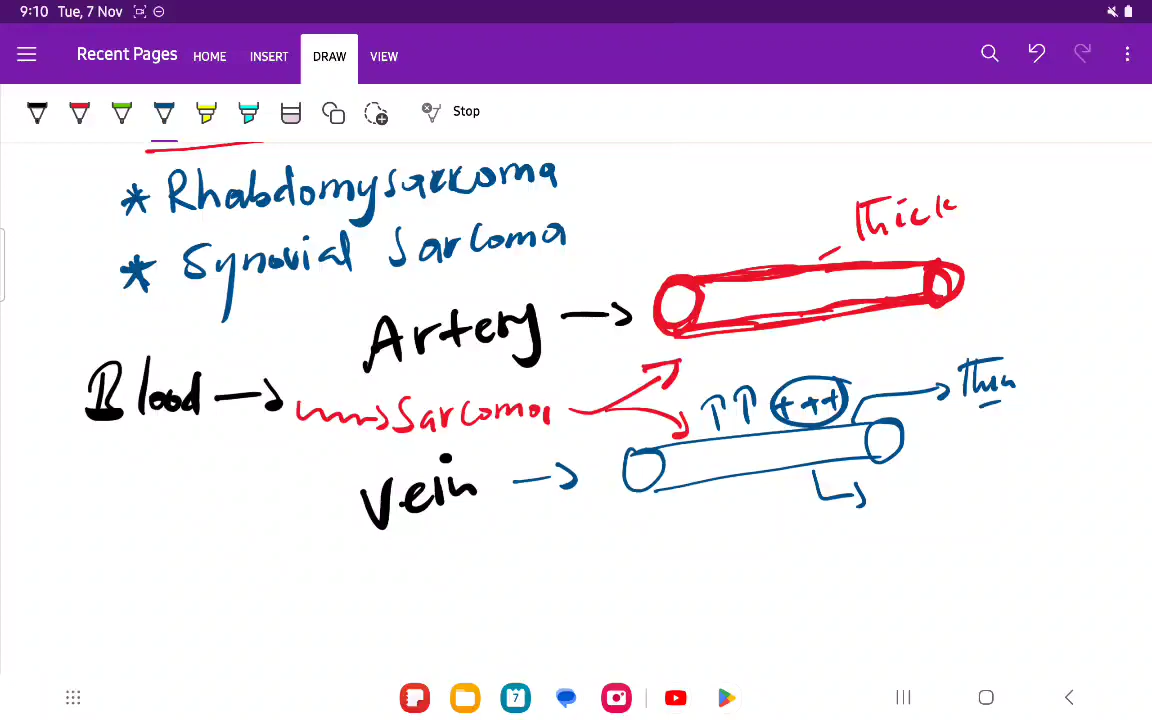 9:10 Tue, 7 Nov
Recent Pages HOME INSERT DRAW VIEW
Stop
* Rhabdomysarcoma
* Synovial Sarcoma
Thick
Artery →
Blood →
Sarcoma
↑↑ +++
Thin
Vein →
7